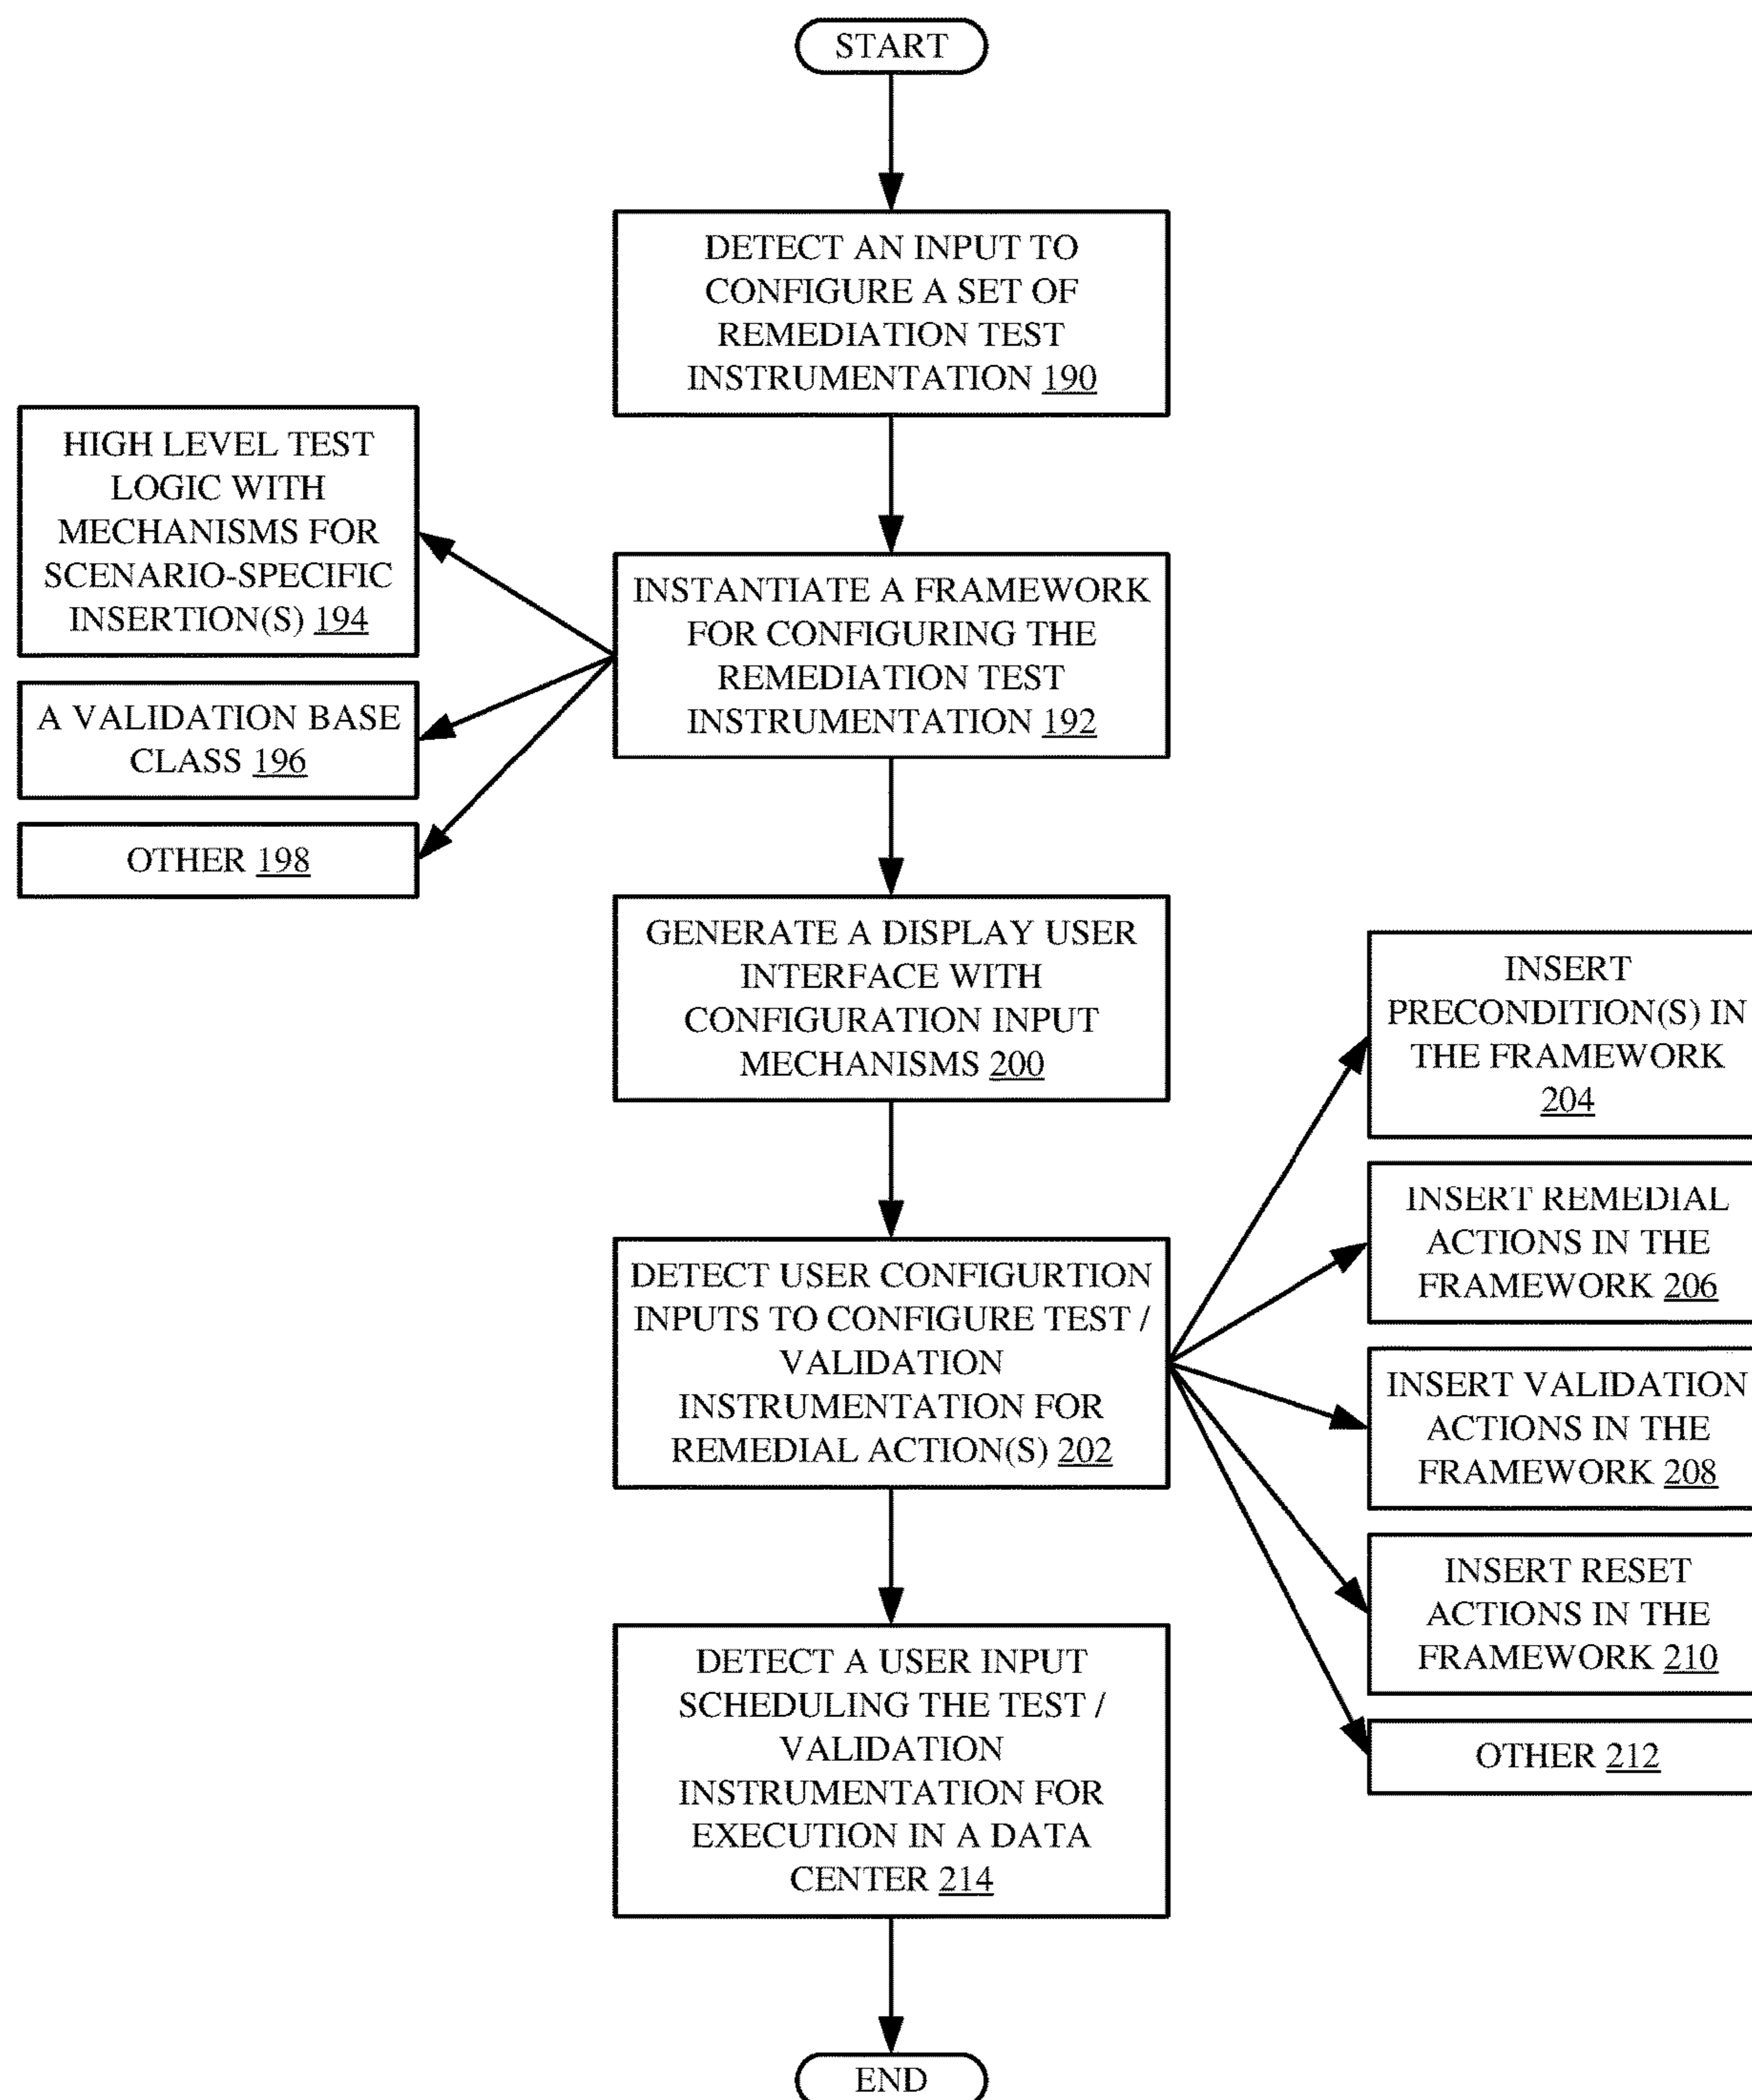 START
DETECT AN INPUT TO
CONFIGURE A SET OF
REMEDIATION TEST
INSTRUMENTATION 190
HIGH LEVEL TEST
LOGIC WITH
MECHANISMS FOR
SCENARIO-SPECIFIC
INSERTION(S) 194
A VALIDATION BASE
CLASS 196
OTHER 198
INSTANTIATE A FRAMEWORK
FOR CONFIGURING THE
REMEDIATION TEST
INSTRUMENTATION 192
GENERATE A DISPLAY USER
INTERFACE WITH
CONFIGURATION INPUT
MECHANISMS 200
DETECT USER CONFIGURTION
INPUTS TO CONFIGURE TEST /
VALIDATION
INSTRUMENTATION FOR
REMEDIAL ACTION(S) 202
INSERT
PRECONDITION(S) IN
THE FRAMEWORK
204
INSERT REMEDIAL
ACTIONS IN THE
FRAMEWORK 206
INSERT VALIDATION
ACTIONS IN THE
FRAMEWORK 208
INSERT RESET
ACTIONS IN THE
FRAMEWORK 210
OTHER 212
DETECT A USER INPUT
SCHEDULING THE TEST /
VALIDATION
INSTRUMENTATION FOR
EXECUTION IN A DATA
CENTER 214
END